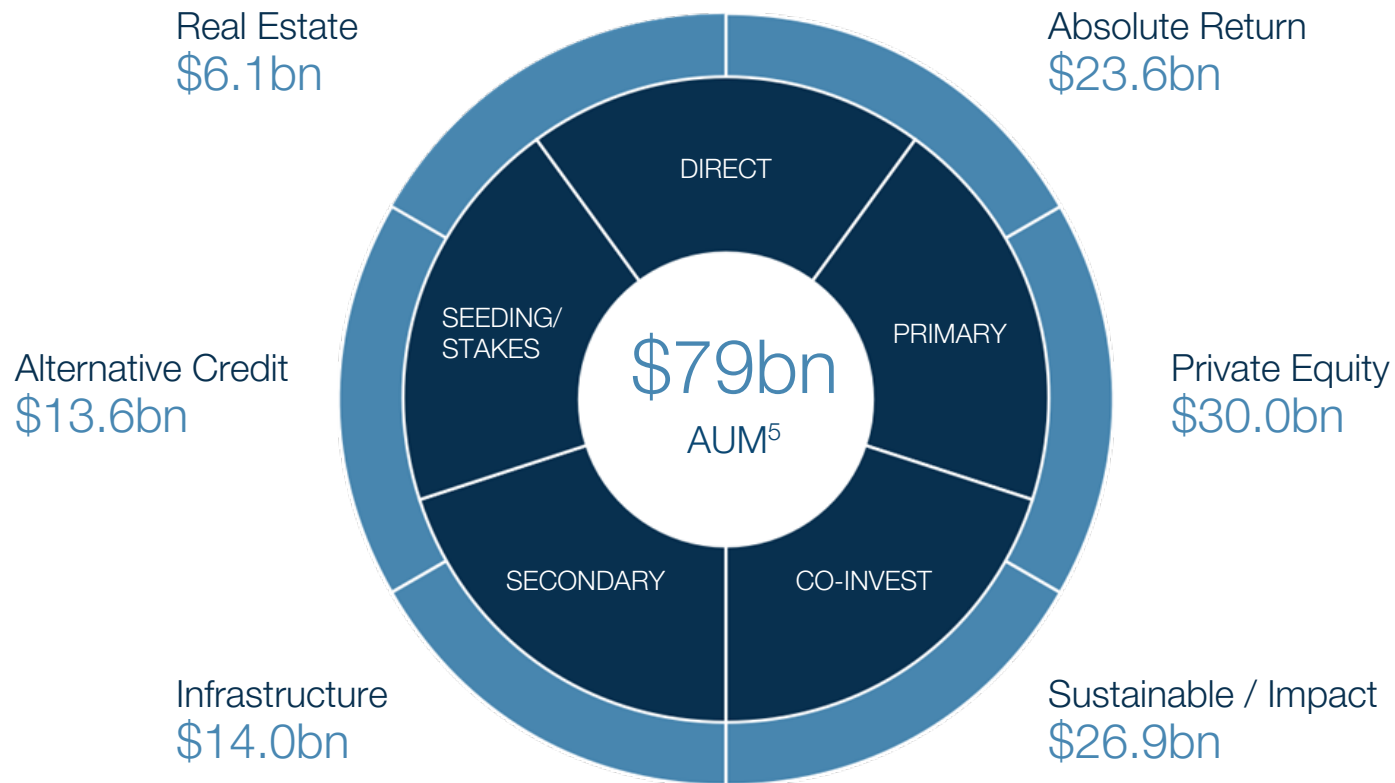 Real Estate
$6.1bn
Absolute Return
$23.6bn
DIRECT
SEEDING/
STAKES
PRIMARY
$79bn
AUM⁵
Alternative Credit
$13.6bn
Private Equity
$30.0bn
SECONDARY
CO-INVEST
Infrastructure
$14.0bn
Sustainable / Impact
$26.9bn